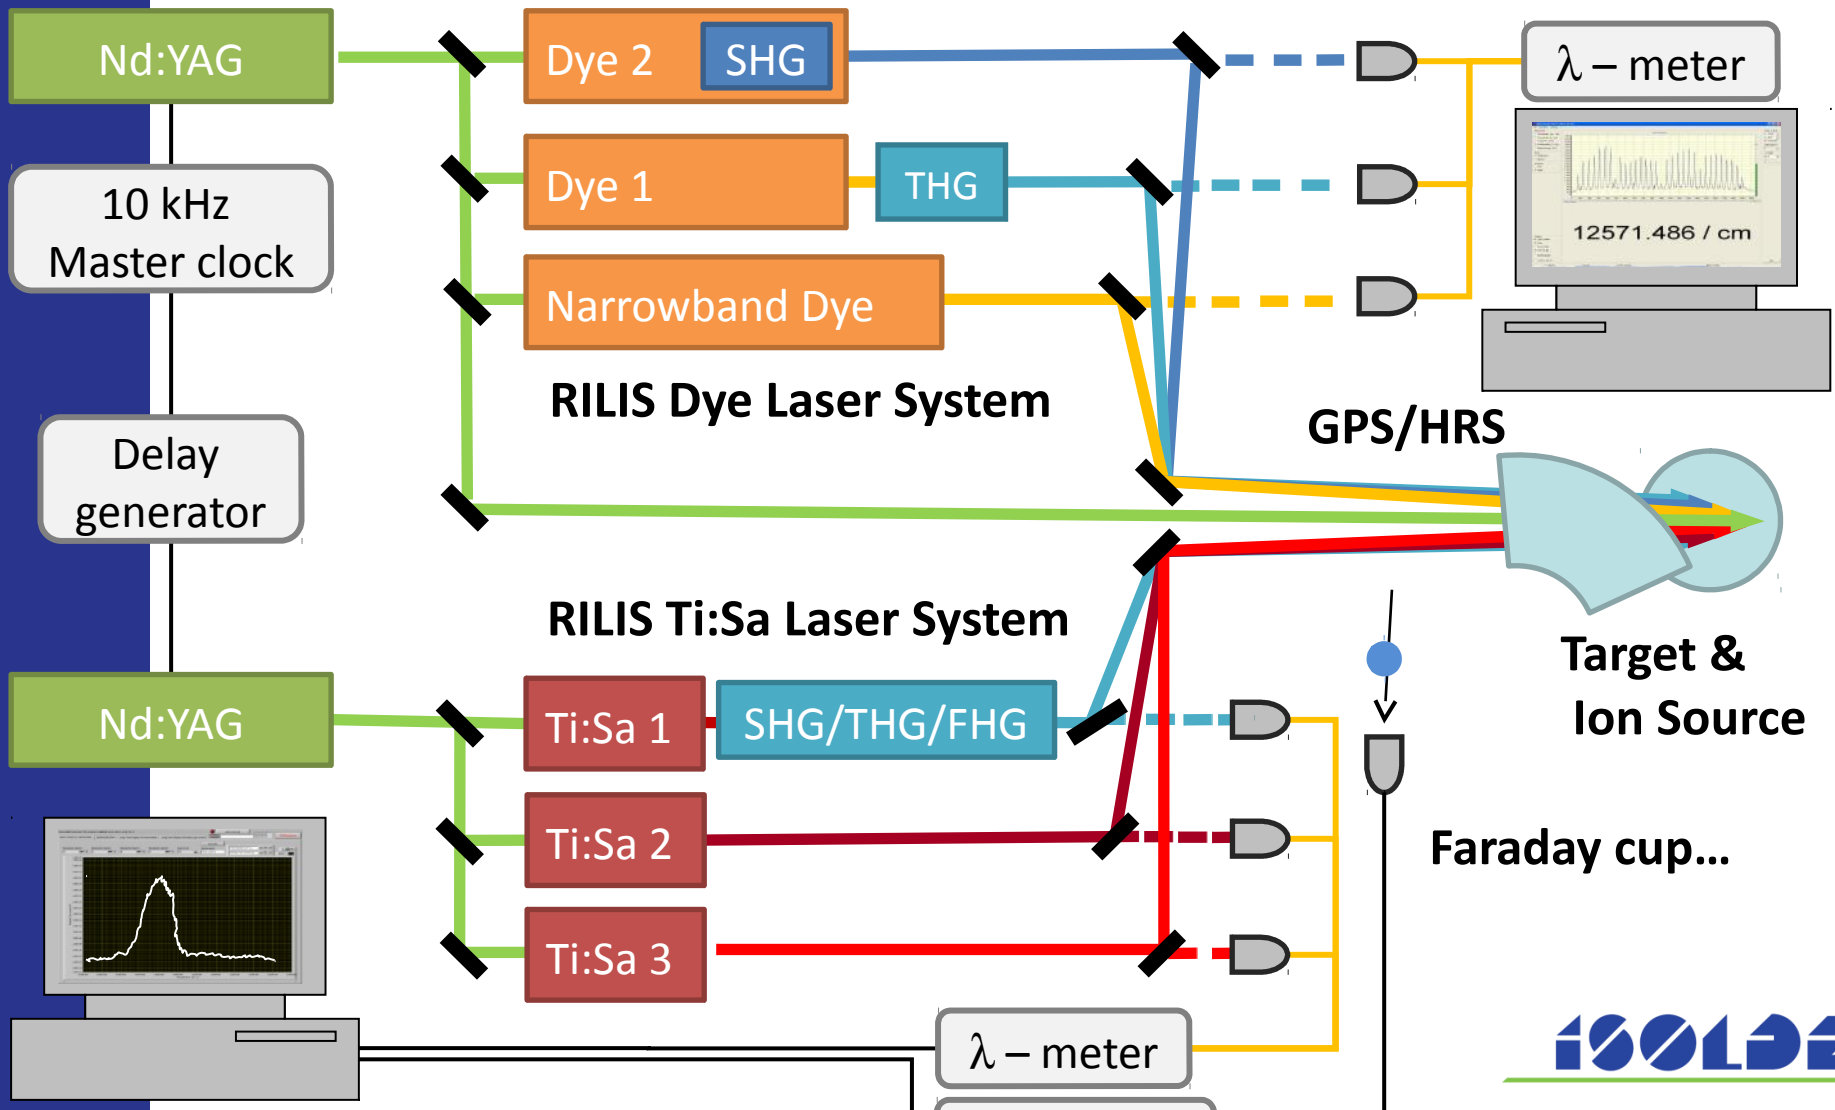 Nd:YAG
Dye 2
SHG
λ – meter
10 kHz
Master clock
Dye 1
THG
12571.486 / cm
Narrowband Dye
RILIS Dye Laser System
GPS/HRS
Delay
generator
RILIS Ti:Sa Laser System
Target &
Ion Source
Nd:YAG
Ti:Sa 1
SHG/THG/FHG
Ti:Sa 2
Faraday cup...
Ti:Sa 3
λ – meter
ISOLDE